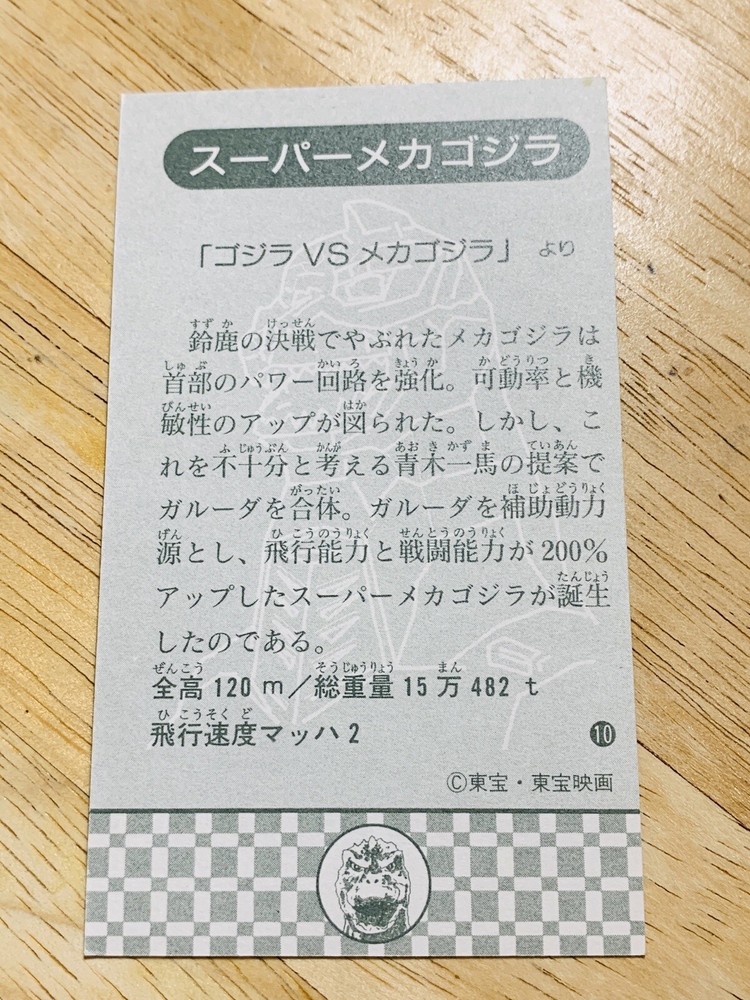 スーパーメカゴジラ
「ゴジラVSメカゴジラ」より
鈴鹿の決戦でやぶれたメカゴジラは
首部のパワー回路を強化。可動率と機
敏性のアップが図られた。しかし、こ
れを不十分と考える青木一馬の提案で
ガルーダを合体。ガルーダを補助動力
源とし、飛行能力と戦闘能力が200%
アップしたスーパーメカゴジラが誕生
したのである。
全高120m/総重量15万482t
飛行速度マッハ2
10
©東宝・東宝映画